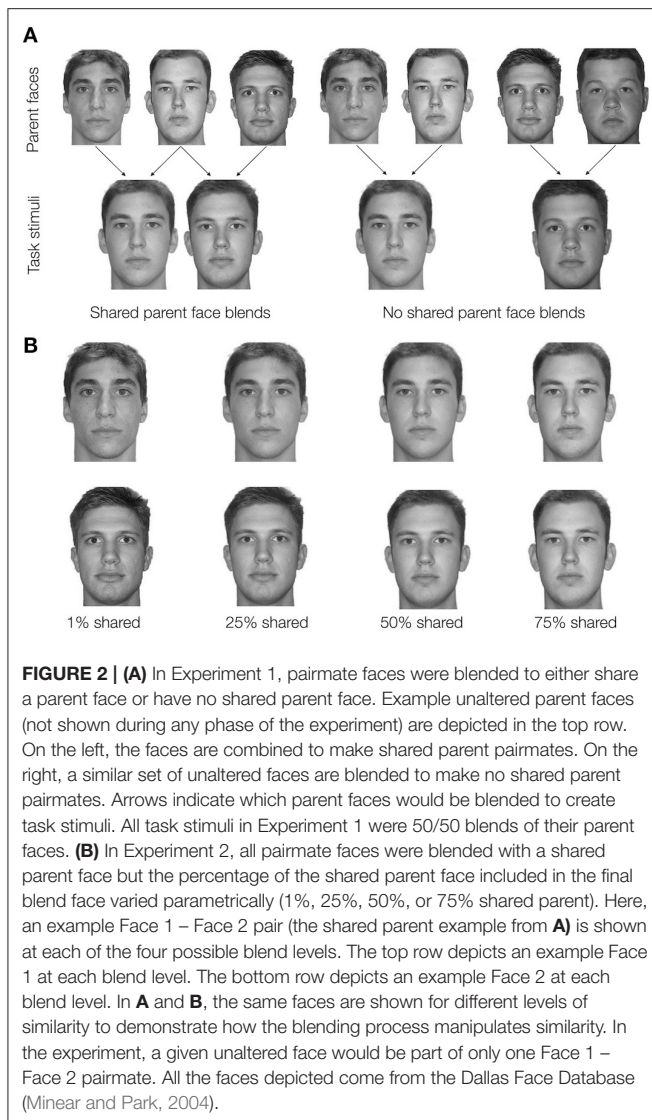 A
Parent faces
Task stimuli
Shared parent face blends No shared parent face blends
B
1% shared 25% shared 50% shared 75% shared
FIGURE 2 | (A) In Experiment 1, pairmate faces were blended to either share
a parent face or have no shared parent face. Example unaltered parent faces
(not shown during any phase of the experiment) are depicted in the top row.
On the left, the faces are combined to make shared parent pairmates. On the
right, a similar set of unaltered faces are blended to make no shared parent
pairmates. Arrows indicate which parent faces would be blended to create
task stimuli. All task stimuli in Experiment 1 were 50/50 blends of their parent
faces. (B) In Experiment 2, all pairmate faces were blended with a shared
parent face but the percentage of the shared parent face included in the final
blend face varied parametrically (1%, 25%, 50%, or 75% shared parent). Here,
an example Face 1 – Face 2 pair (the shared parent example from A) is shown
at each of the four possible blend levels. The top row depicts an example Face
1 at each blend level. The bottom row depicts an example Face 2 at each
blend level. In A and B, the same faces are shown for different levels of
similarity to demonstrate how the blending process manipulates similarity. In
the experiment, a given unaltered face would be part of only one Face 1 –
Face 2 pairmate. All the faces depicted come from the Dallas Face Database
(Minear and Park, 2004).